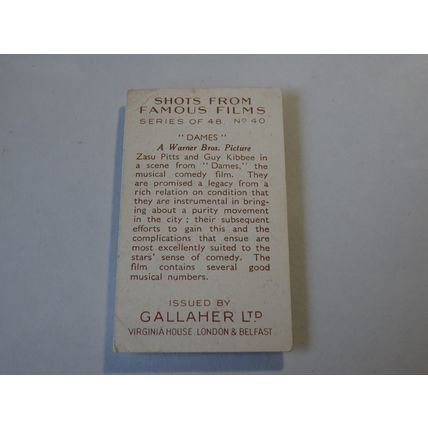 SHOTS FROM
FAMOUS FILMS
SERIES OF 48. Nº 40
"DAMES"
A Warner Bros. Picture
Zasu Pitts and Guy Kibbee in
a scene from "Dames," the
musical comedy film. They
are promised a legacy from a
rich relation on condition that
they are instrumental in bring-
ing about a purity movement
in the city; their subsequent
efforts to gain this and the
complications that ensue are
most excellently suited to the
stars' sense of comedy. The
film contains several good
musical numbers.
ISSUED BY
GALLAHER LTD
VIRGINIA HOUSE, LONDON & BELFAST